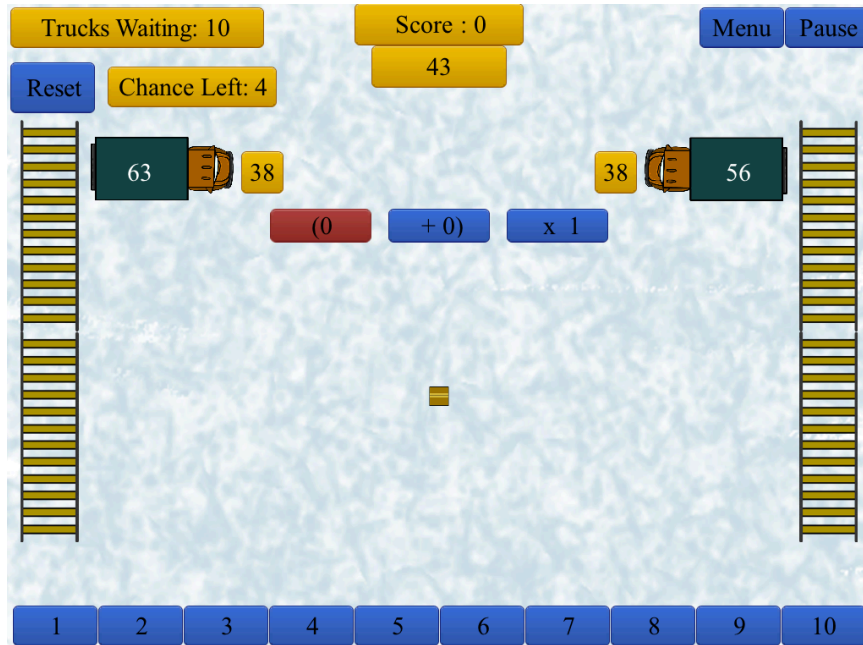 Trucks Waiting: 10
Score : 0
Menu
Pause
43
Reset
Chance Left: 4
63
38
38
56
(0
+ 0)
x 1
1
2
3
4
5
6
7
8
9
10